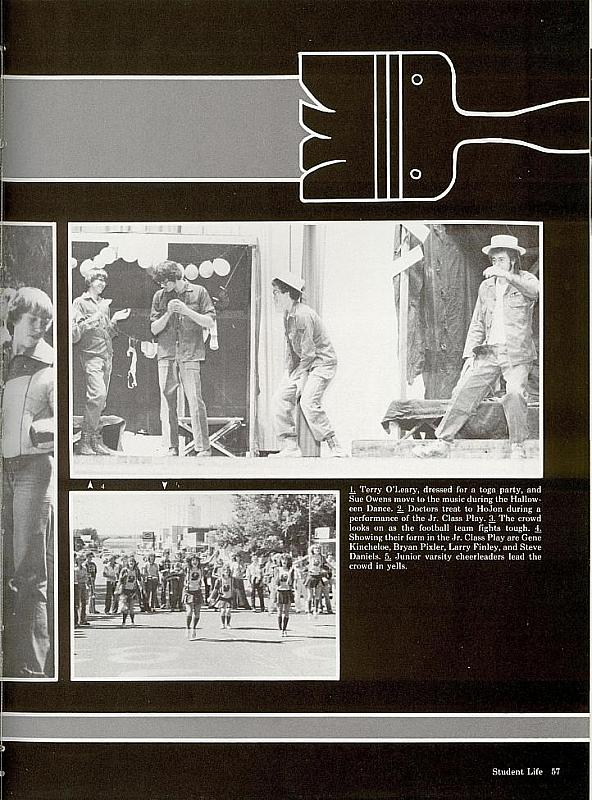 4
5
1. Terry O'Leary, dressed for a toga party, and
Sue Owens move to the music during the Hallow-
een Dance. 2. Doctors treat to HoJon during a
performance of the Jr. Class Play. 3. The crowd
looks on as the football team fights tough. 4.
Showing their form in the Jr. Class Play are Gene
Kincheloe, Bryan Pixler, Larry Finley, and Steve
Daniels. 5. Junior varsity cheerleaders lead the
crowd in yells.
Student Life 57